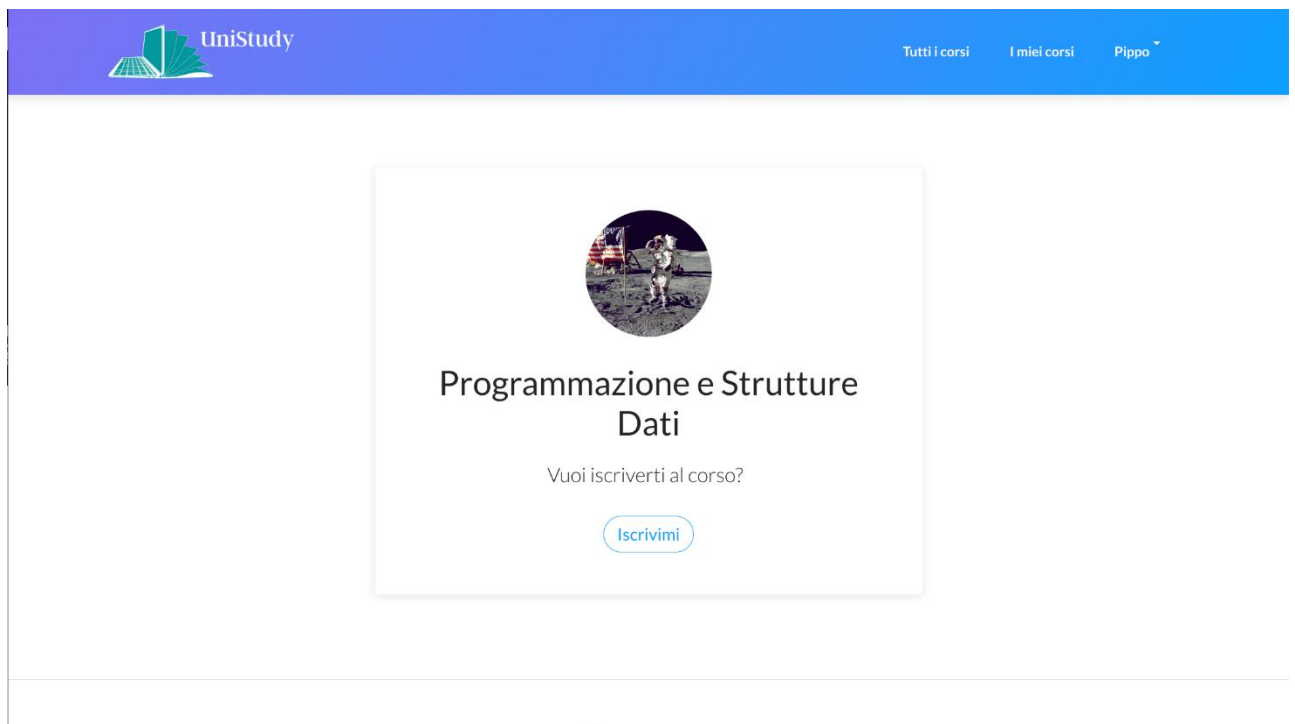 UniStudy
Tutti i corsi I miei corsi Pippo
Programmazione e Strutture
Dati
Vuoi iscriverti al corso?
Iscrivimi